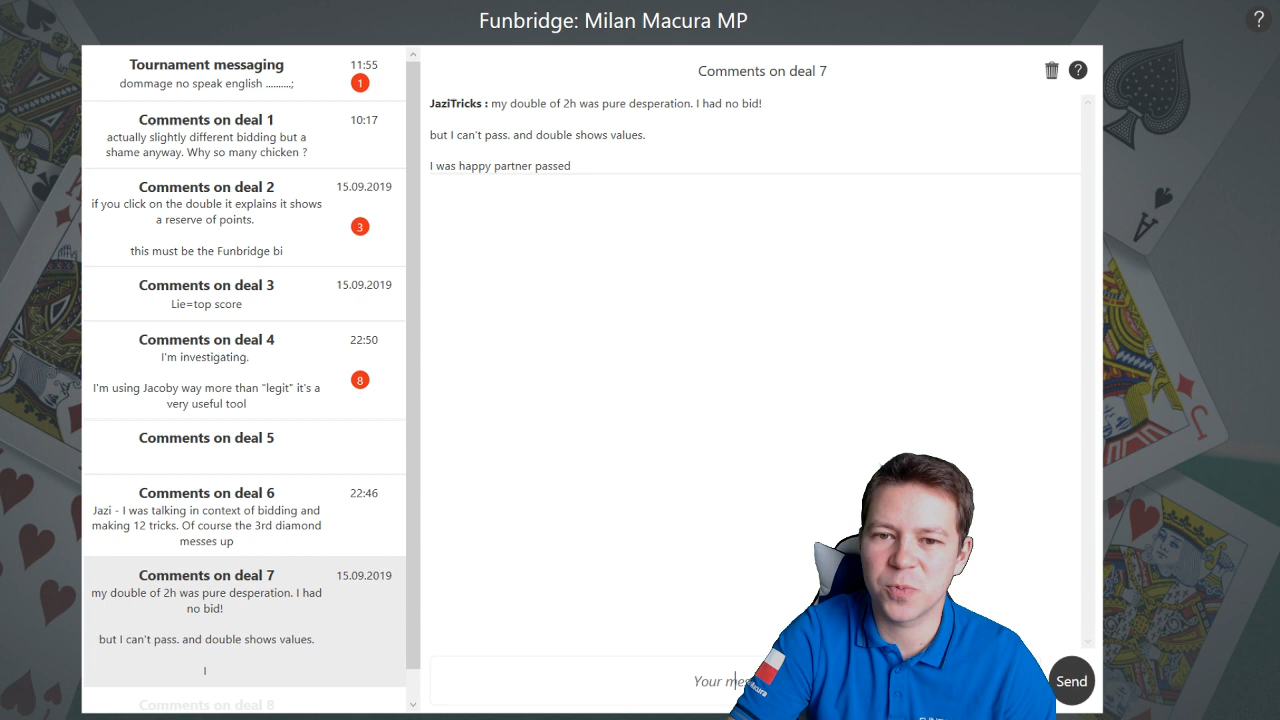 Funbridge: Milan Macura MP
?
Tournament messaging
11:55
dommage no speak english ..........;
1
Comments on deal 1
10:17
actually slightly different bidding but a
shame anyway. Why so many chicken ?
Comments on deal 2
15.09.2019
if you click on the double it explains it shows
a reserve of points.
3
this must be the Funbridge bi
Comments on deal 3
15.09.2019
Lie=top score
Comments on deal 4
22:50
I'm investigating.
8
I'm using Jacoby way more than "legit" it's a
very useful tool
Comments on deal 5
Comments on deal 6
22:46
Jazi - I was talking in context of bidding and
making 12 tricks. Of course the 3rd diamond
messes up
Comments on deal 7
15.09.2019
my double of 2h was pure desperation. I had
no bid!
but I can't pass. and double shows values.
I
Comments on deal 8
Comments on deal 7
?
JaziTricks : my double of 2h was pure desperation. I had no bid!
but I can't pass. and double shows values.
I was happy partner passed
Your mes
Send